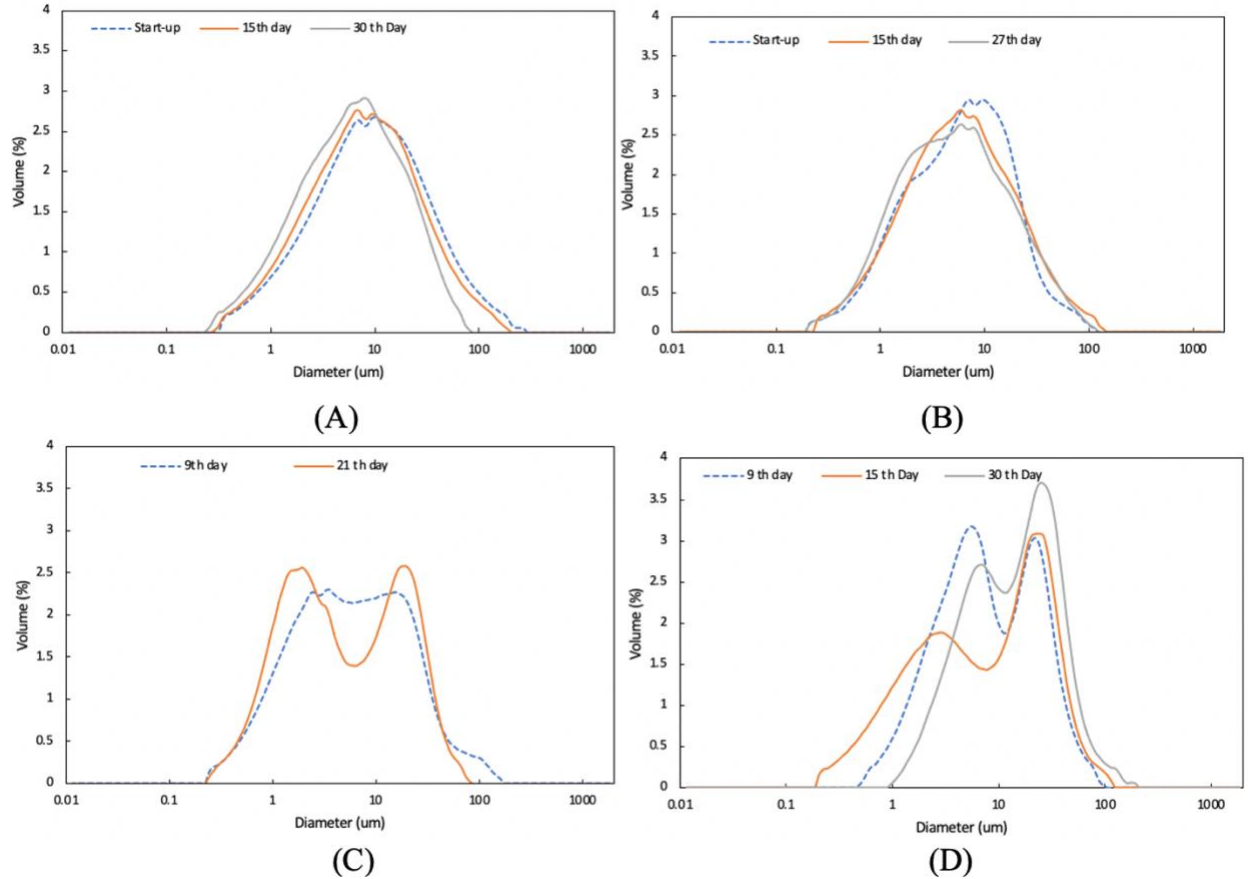 4
3.5
3
2.5
2
1.5
1
0.5
0
Volume (%)
Start-up 15th day 30 th Day
0.01 0.1 1 10 100 1000
Diameter (um)
(A)
4
3.5
3
2.5
2
1.5
1
0.5
0
Volume (%)
Start-up 15th day 27th day
0.01 0.1 1 10 100 1000
Diameter (um)
(B)
4
3.5
3
2.5
2
1.5
1
0.5
0
Volume (%)
9th day 21 th day
0.01 0.1 1 10 100 1000
Diameter (um)
(C)
4
3.5
3
2.5
2
1.5
1
0.5
0
Volume (%)
9 th day 15 th Day 30 th Day
0.01 0.1 1 10 100 1000
Diameter (um)
(D)